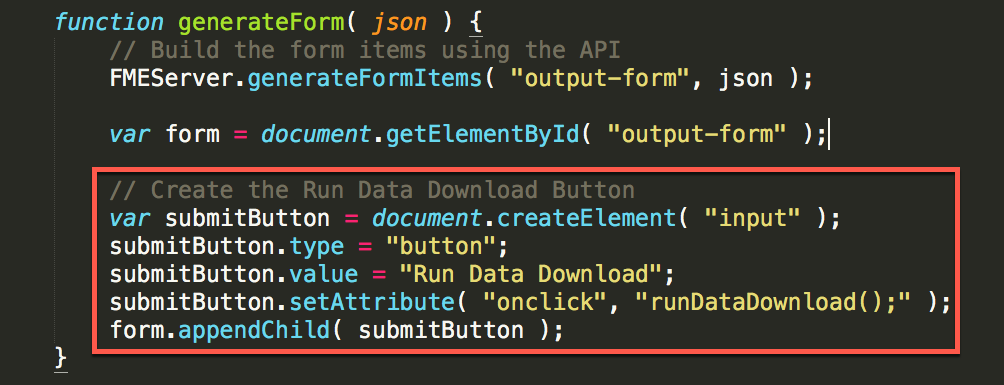 function generateForm( json ) {
// Build the form items using the API
FMEServer.generateFormItems( "output-form", json );
var form = document.getElementById( "output-form" );
// Create the Run Data Download Button
var submitButton = document.createElement( "input" );
submitButton.type = "button";
submitButton.value = "Run Data Download";
submitButton.setAttribute( "onclick", "runDataDownload();" );
form.appendChild( submitButton );
}